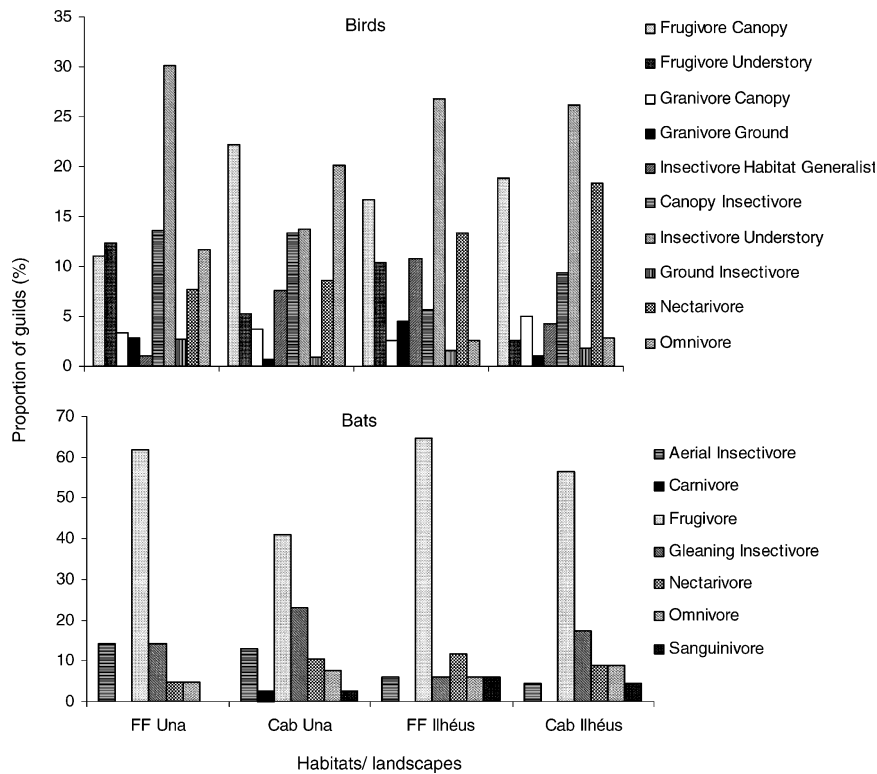 Birds
35
30
25
20
15
10
5
0
Frugivore Canopy
Frugivore Understory
Granivore Canopy
Granivore Ground
Insectivore Habitat Generalist
Canopy Insectivore
Insectivore Understory
Ground Insectivore
Nectarivore
Omnivore
Proportion of guilds (%)
Bats
70
60
50
40
30
20
10
0
Aerial Insectivore
Carnivore
Frugivore
Gleaning Insectivore
Nectarivore
Omnivore
Sanguinivore
FF Una
Cab Una
FF Ilhéus
Cab Ilhéus
Habitats/ landscapes